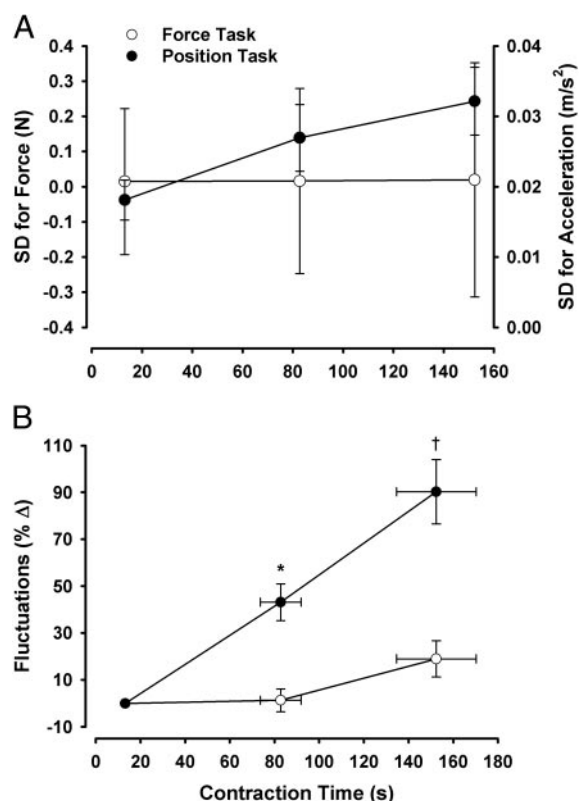 A
Force Task
Position Task
SD for Force (N)
0.4
0.3
0.2
0.1
0.0
-0.1
-0.2
-0.3
-0.4
SD for Acceleration (m/s²)
0.04
0.03
0.02
0.01
0.00
0 20 40 60 80 100 120 140 160
B
Fluctuations (% Δ)
110
90
70
50
30
10
-10
*
†
0 20 40 60 80 100 120 140 160 180
Contraction Time (s)